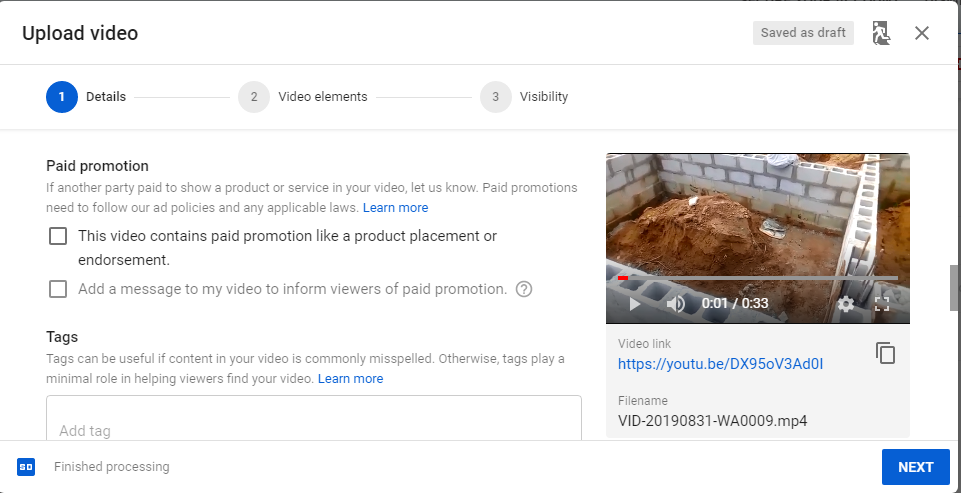 Upload video
Saved as draft
1
Details
2
Video elements
3
Visibility
Paid promotion
If another party paid to show a product or service in your video, let us know. Paid promotions
need to follow our ad policies and any applicable laws. Learn more
This video contains paid promotion like a product placement or
endorsement.
Add a message to my video to inform viewers of paid promotion. ?
Tags
Tags can be useful if content in your video is commonly misspelled. Otherwise, tags play a
minimal role in helping viewers find your video. Learn more
Add tag
0:01 / 0:33
Video link
https://youtu.be/DX95oV3Ad0I
Filename
VID-20190831-WA0009.mp4
SD
Finished processing
NEXT